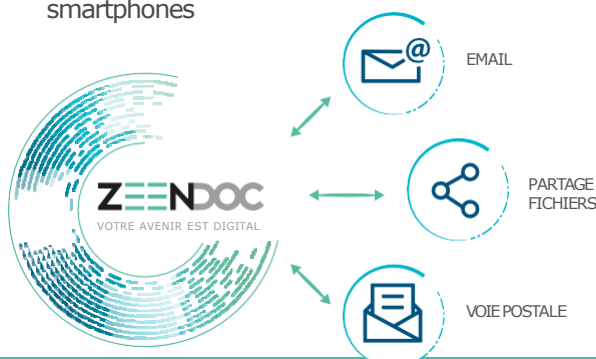 smartphones
@
EMAIL
ZEENDOC
VOTRE AVENIR EST DIGITAL
PARTAGE
FICHIERS
VOIE POSTALE